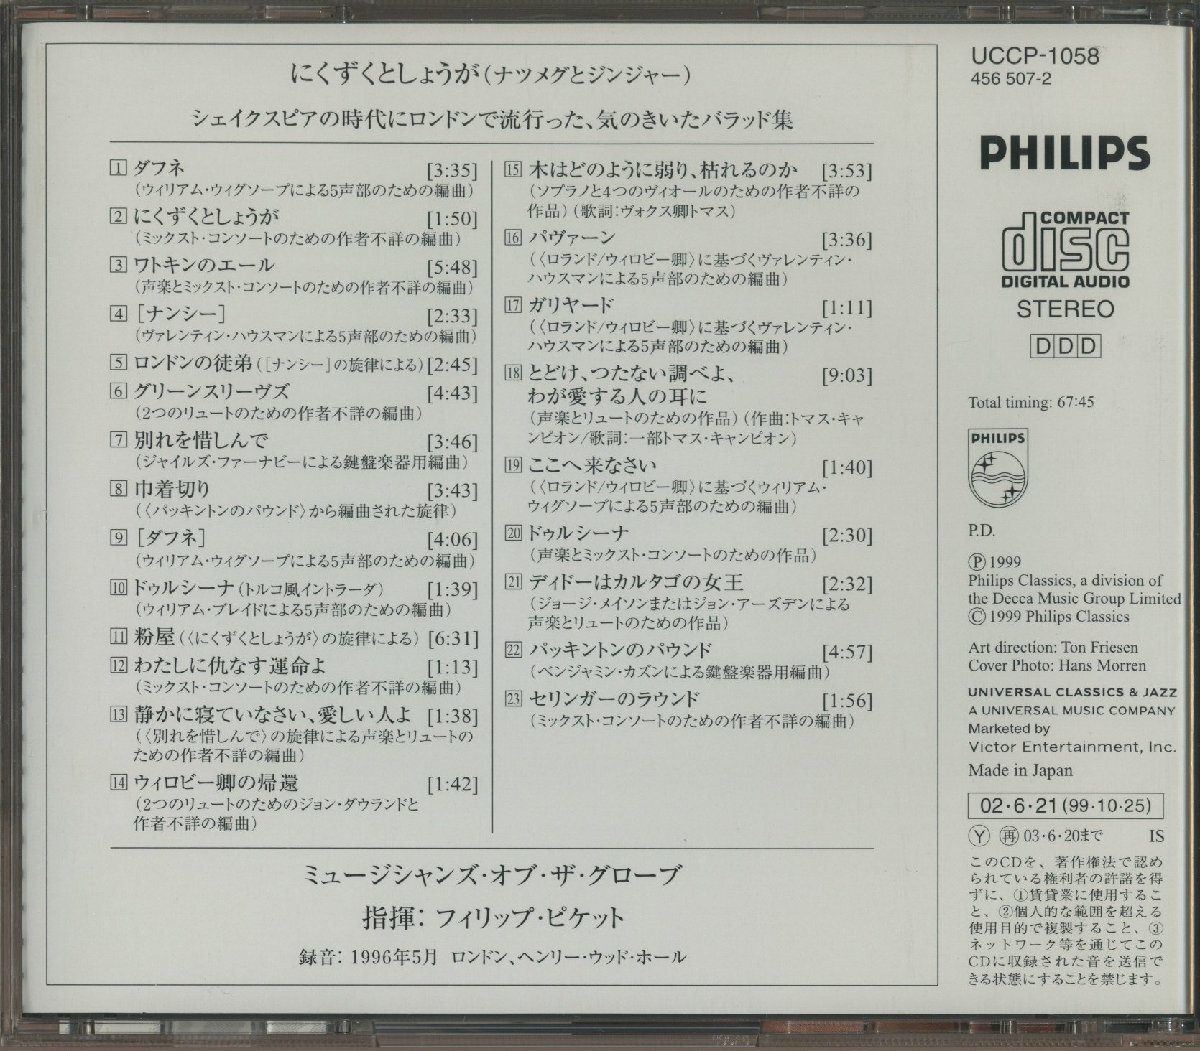 にくずくとしょうが(ナツメグとジンジャー)
シェイクスピアの時代にロンドンで流行った、気のきいたバラッド集
1 ダフネ [3:35]
(ウィリアム・ウィグソープによる5声部のための編曲)
2 にくずくとしょうが [1:50]
(ミックスト・コンソートのための作者不詳の編曲)
3 ワトキンのエール [5:48]
(声楽とミックスト・コンソートのための作者不詳の編曲)
4 [ナンシー] [2:33]
(ヴァレンティン・ハウスマンによる5声部のための編曲)
5 ロンドンの徒弟([ナンシー]の旋律による) [2:45]
6 グリーンスリーヴズ [4:43]
(2つのリュートのための作者不詳の編曲)
7 別れを惜しんで [3:46]
(ジャイルズ・ファーナビーによる鍵盤楽器用編曲)
8 巾着切り [3:43]
(〈パッキントンのパウンド〉から編曲された旋律)
9 [ダフネ] [4:06]
(ウィリアム・ウィグソープによる5声部のための編曲)
10 ドゥルシーナ(トルコ風イントラーダ) [1:39]
(ウィリアム・ブレイドによる5声部のための編曲)
11 粉屋(〈にくずくとしょうが〉の旋律による) [6:31]
12 わたしに仇なす運命よ [1:13]
(ミックスト・コンソートのための作者不詳の編曲)
13 静かに寝ていなさい、愛しい人よ [1:38]
(〈別れを惜しんで〉の旋律による声楽とリュートの
ための作者不詳の編曲)
14 ウィロビー卿の帰還 [1:42]
(2つのリュートのためのジョン・ダウランドと
作者不詳の編曲)
15 木はどのように弱り、枯れるのか [3:53]
(ソプラノと4つのヴィオールのための作者不詳の
作品)(歌詞:ヴォクス卿トマス)
16 パヴァーン [3:36]
(〈ロランド/ウィロビー卿〉に基づくヴァレンティン・
ハウスマンによる5声部のための編曲)
17 ガリヤード [1:11]
(〈ロランド/ウィロビー卿〉に基づくヴァレンティン・
ハウスマンによる5声部のための編曲)
18 とどけ、つたない調べよ、 [9:03]
わが愛する人の耳に
(声楽とリュートのための作品)(作曲:トマス・キャ
ンピオン/歌詞:一部トマス・キャンピオン)
19 ここへ来なさい [1:40]
(〈ロランド/ウィロビー卿〉に基づくウィリアム・
ウィグソープによる5声部のための編曲)
20 ドゥルシーナ [2:30]
(声楽とミックスト・コンソートのための作品)
21 ディドーはカルタゴの女王 [2:32]
(ジョージ・メイソンまたはジョン・アーズデンによる
声楽とリュートのための作品)
22 パッキントンのパウンド [4:57]
(ベンジャミン・カズンによる鍵盤楽器用編曲)
23 セリンガーのラウンド [1:56]
(ミックスト・コンソートのための作者不詳の編曲)
ミュージシャンズ・オブ・ザ・グローブ
指揮: フィリップ・ピケット
録音: 1996年5月 ロンドン、ヘンリー・ウッド・ホール
UCCP-1058
456 507-2
PHILIPS
COMPACT
disc
DIGITAL AUDIO
STEREO
DDD
Total timing: 67:45
PHILIPS
P.D.
℗ 1999
Philips Classics, a division of
the Decca Music Group Limited
© 1999 Philips Classics
Art direction: Ton Friesen
Cover Photo: Hans Morren
UNIVERSAL CLASSICS & JAZZ
A UNIVERSAL MUSIC COMPANY
Marketed by
Victor Entertainment, Inc.
Made in Japan
02・6・21 (99・10・25)
Ⓨ 再 03・6・20まで IS
このCDを、著作権法で認め
られている権利者の許諾を得
ずに、①賃貸業に使用するこ
と、②個人的な範囲を超える
使用目的で複製すること、③
ネットワーク等を通じてこの
CDに収録された音を送信で
きる状態にすることを禁じます。